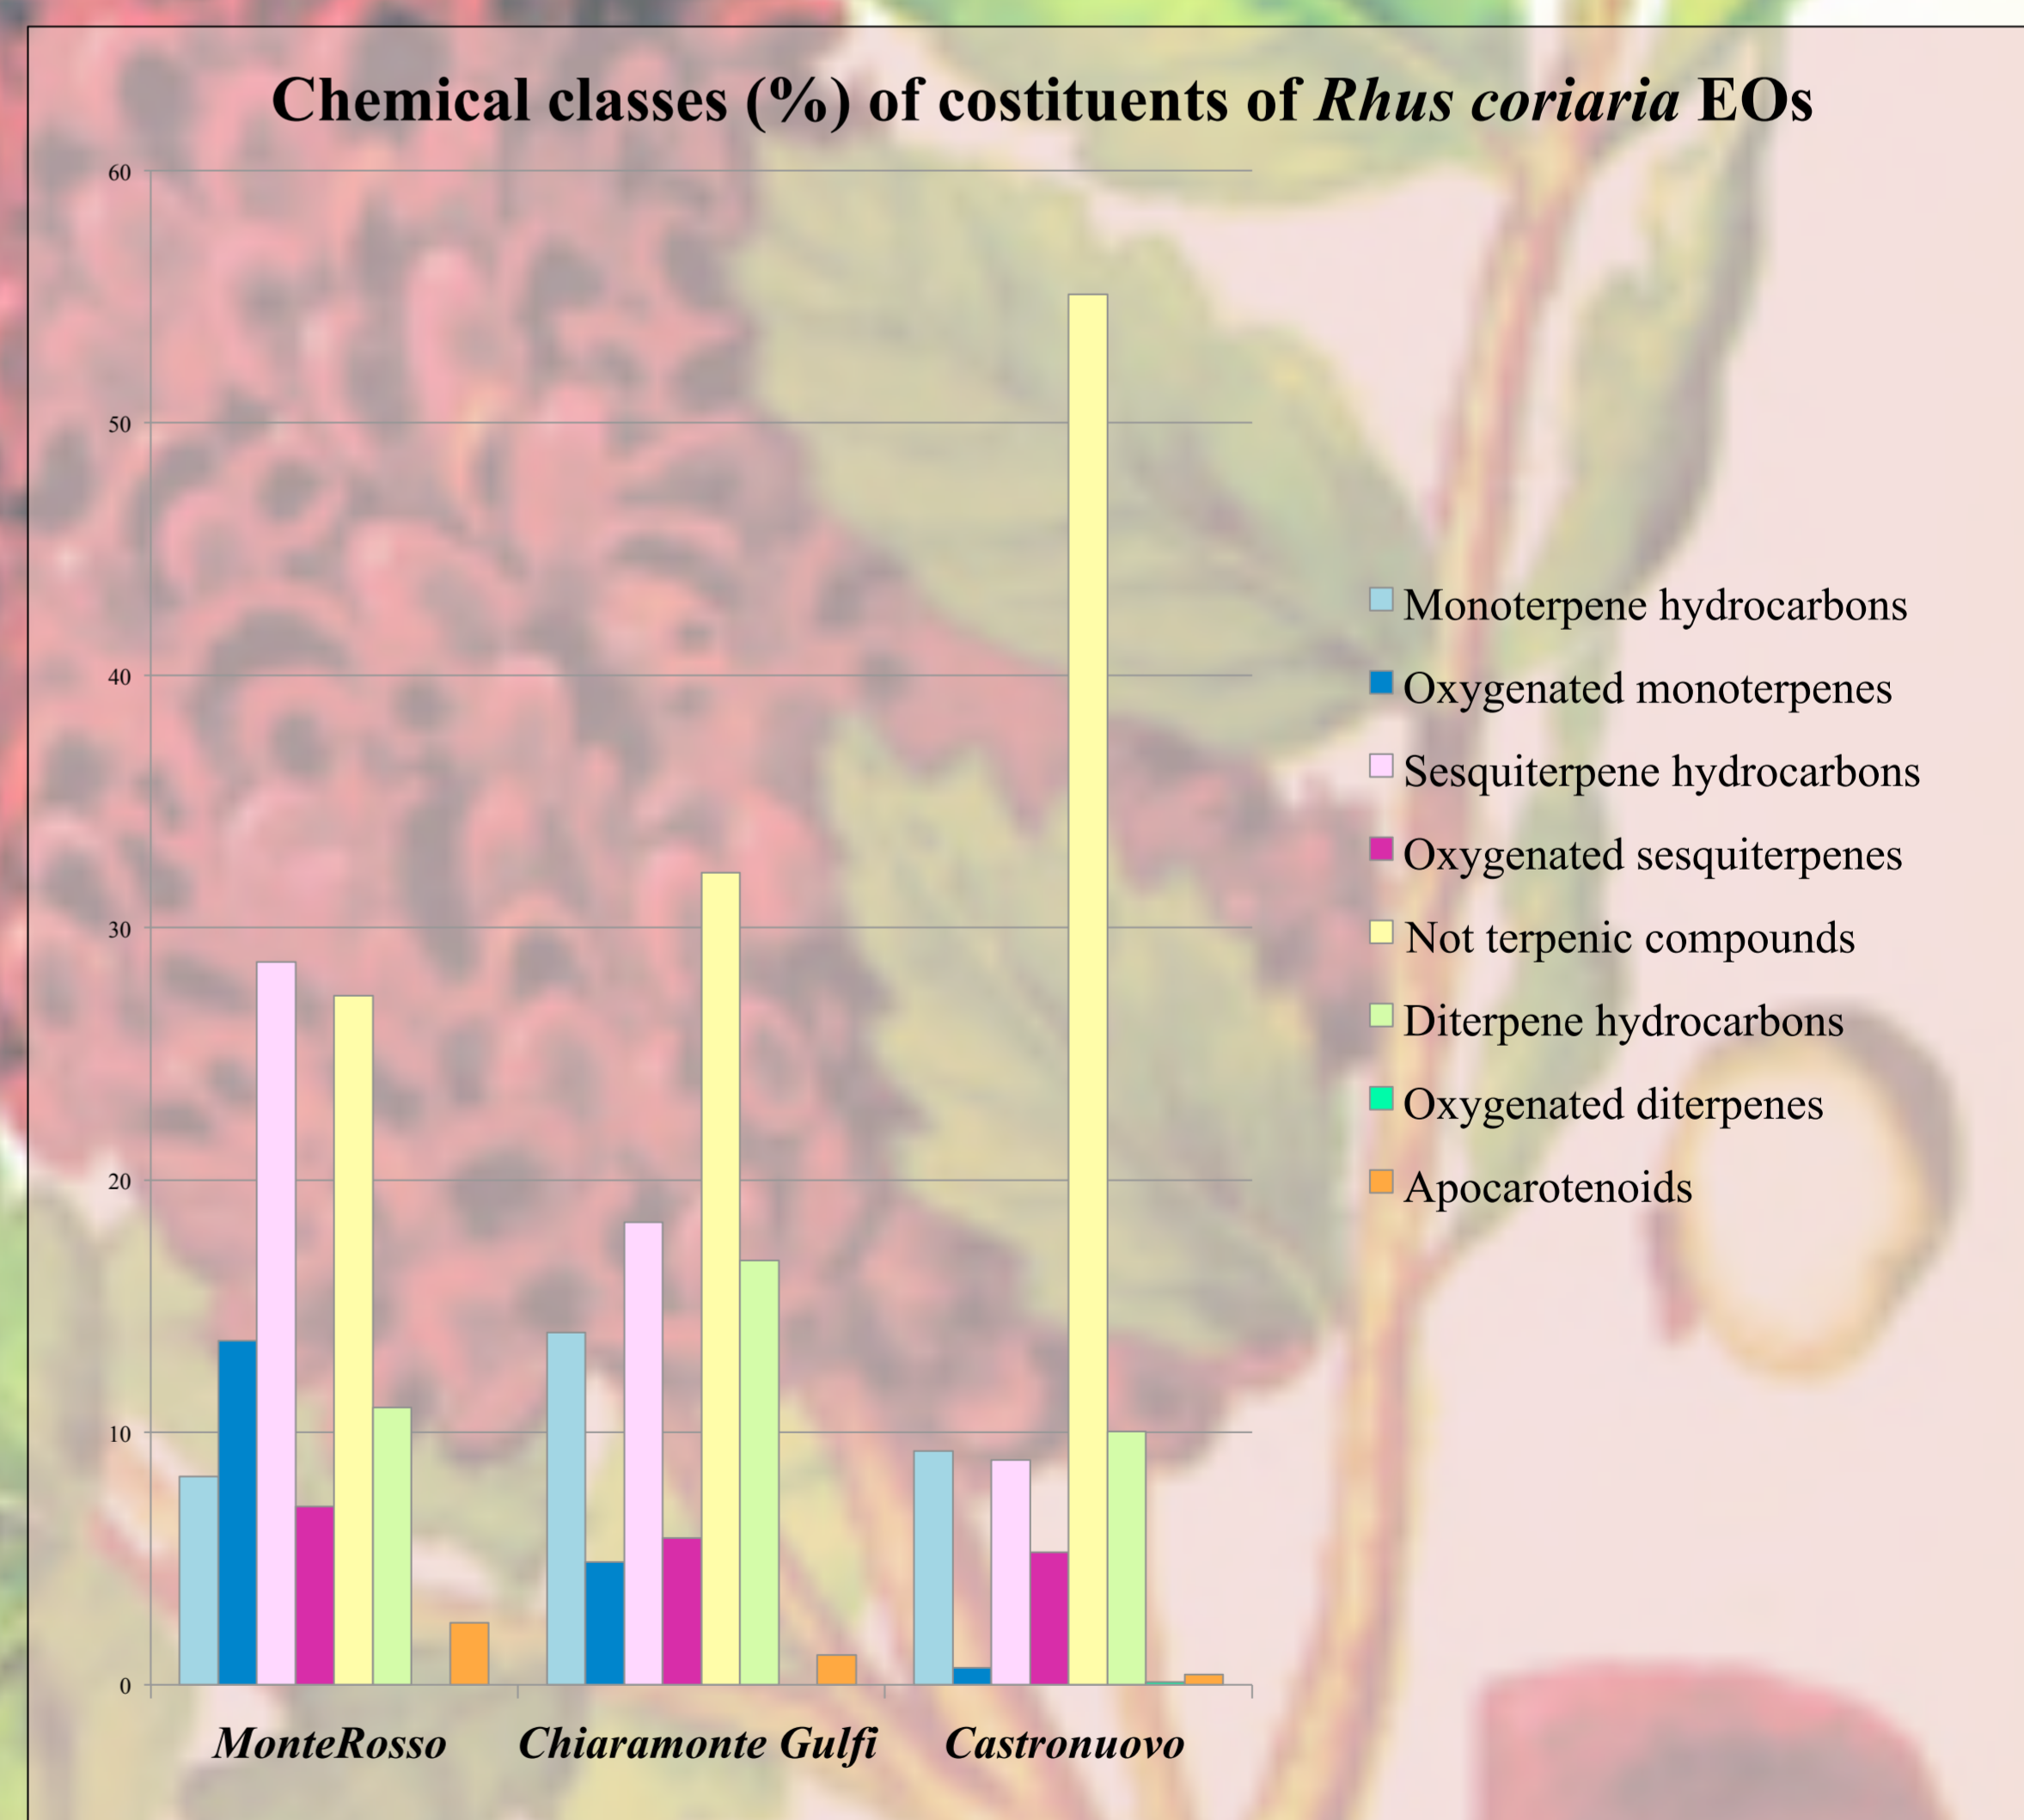 Chemical classes (%) of costituents of Rhus coriaria EOs
60
50
40
30
20
10
0
MonteRosso
Chiaramonte Gulfi
Castronuovo
Monoterpene hydrocarbons
Oxygenated monoterpenes
Sesquiterpene hydrocarbons
Oxygenated sesquiterpenes
Not terpenic compounds
Diterpene hydrocarbons
Oxygenated diterpenes
Apocarotenoids